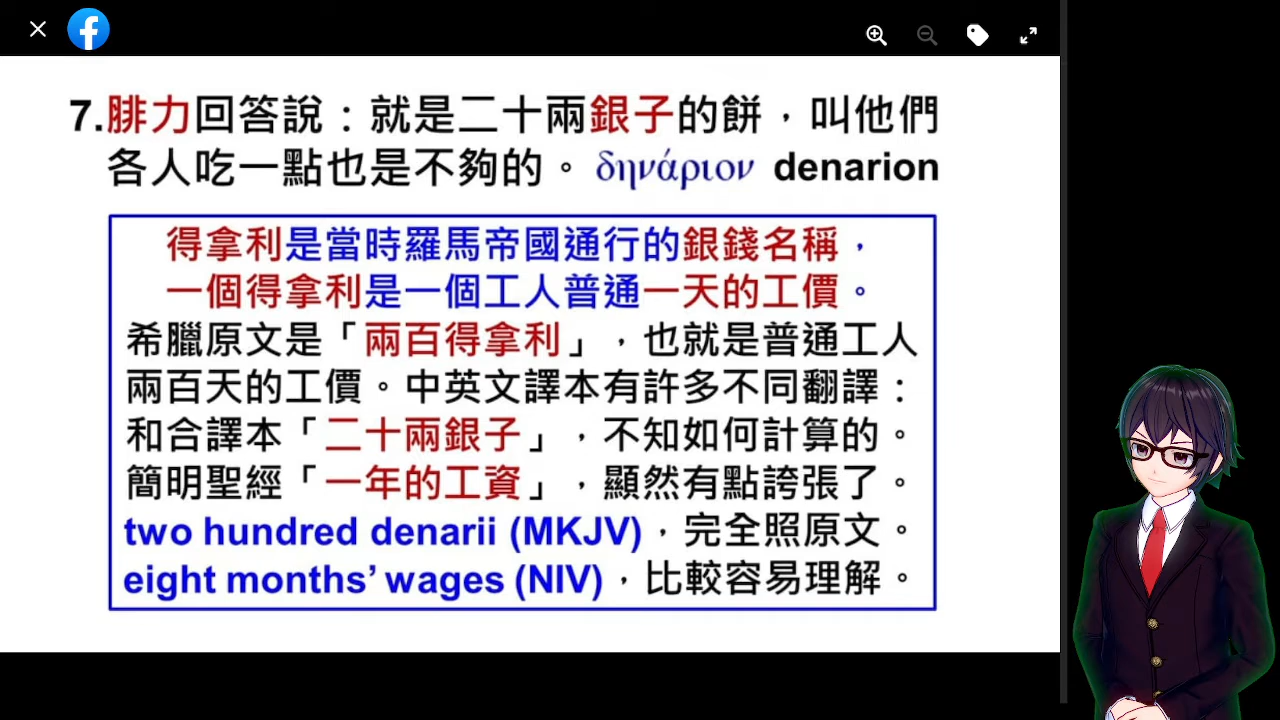 7.腓力回答說：就是二十兩銀子的餅，叫他們
各人吃一點也是不夠的。 δηνάριον denarion
得拿利是當時羅馬帝國通行的銀錢名稱，
一個得拿利是一個工人普通一天的工價。
希臘原文是「兩百得拿利」，也就是普通工人
兩百天的工價。中英文譯本有許多不同翻譯：
和合譯本「二十兩銀子」，不知如何計算的。
簡明聖經「一年的工資」，顯然有點誇張了。
two hundred denarii (MKJV)，完全照原文。
eight months’ wages (NIV)，比較容易理解。